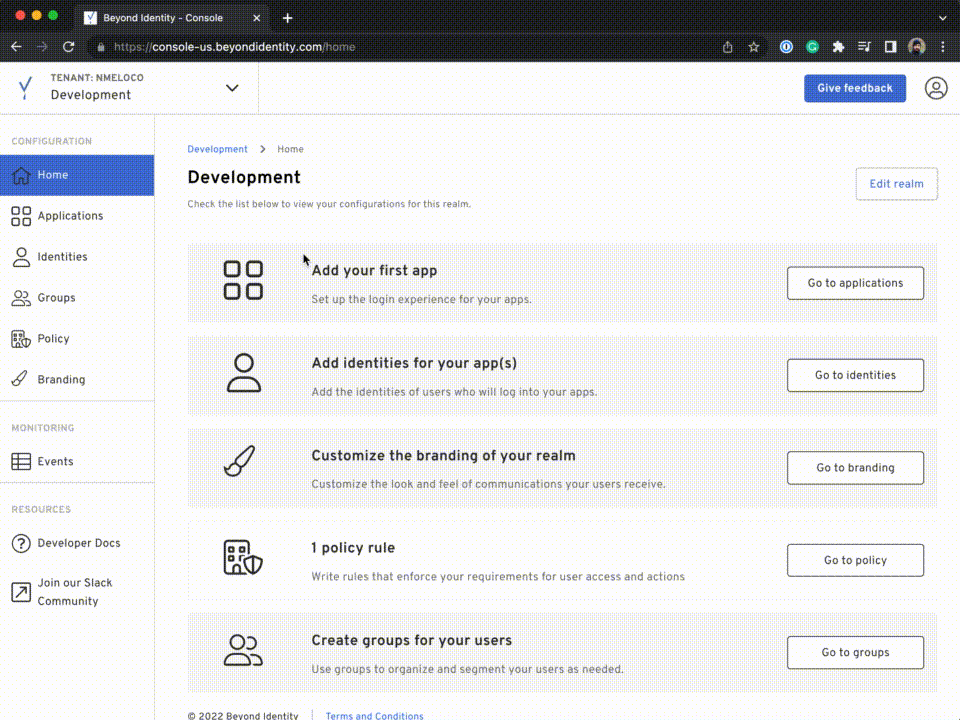 Beyond Identity - Console
https://console-us.beyondidentity.com/home
TENANT: NMELOCO
Development
Give feedback
CONFIGURATION
Home
Applications
Identities
Groups
Policy
Branding
MONITORING
Events
RESOURCES
Developer Docs
Join our Slack
Community
Development > Home
Development
Check the list below to view your configurations for this realm.
Edit realm
Add your first app
Set up the login experience for your apps.
Go to applications
Add identities for your app(s)
Add the identities of users who will log into your apps.
Go to identities
Customize the branding of your realm
Customize the look and feel of communications your users receive.
Go to branding
1 policy rule
Write rules that enforce your requirements for user access and actions
Go to policy
Create groups for your users
Use groups to organize and segment your users as needed.
Go to groups
© 2022 Beyond Identity
Terms and Conditions